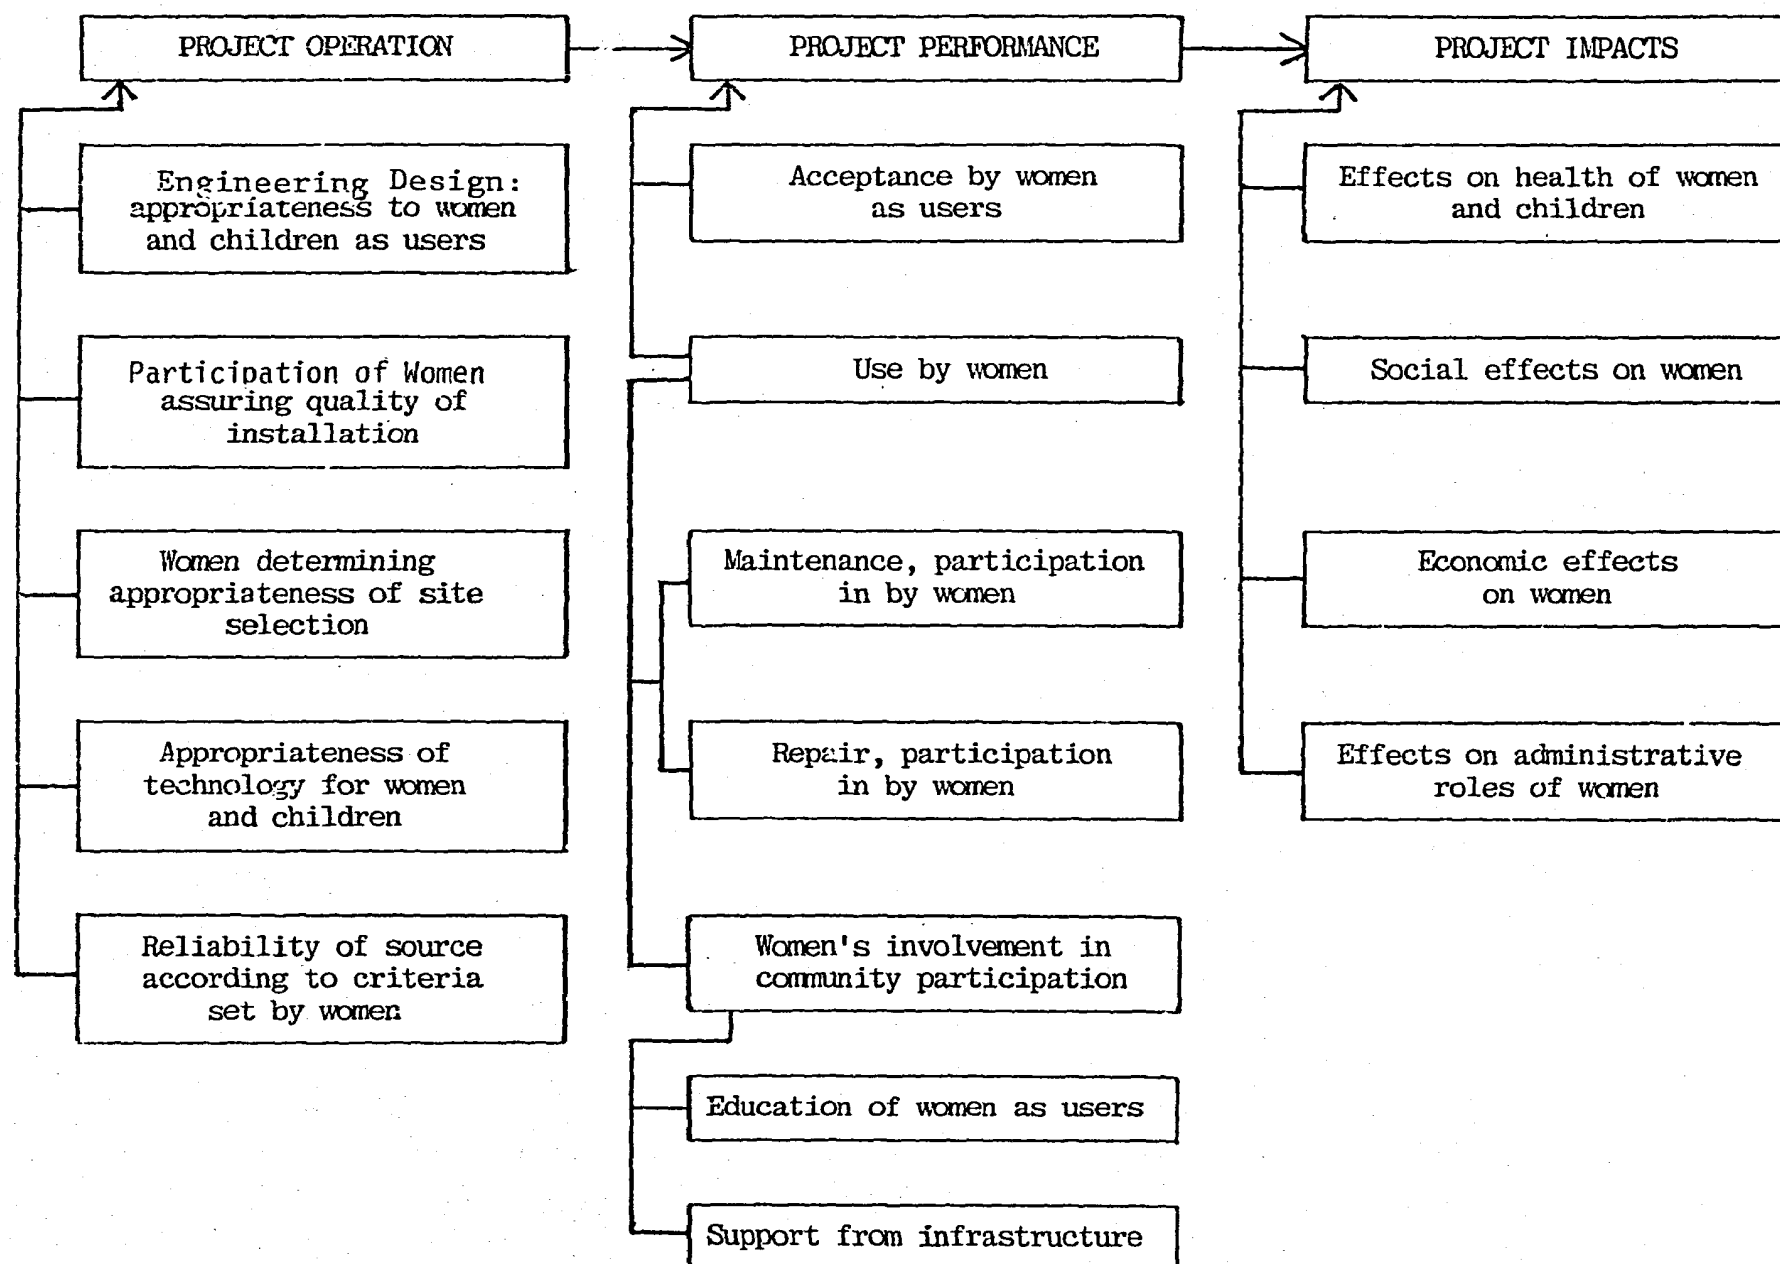 PROJECT OPERATION
Engineering Design:
appropriateness to women
and children as users
Participation of Women
assuring quality of
installation
Women determining
appropriateness of site
selection
Appropriateness of
technology for women
and children
Reliability of source
according to criteria
set by women
PROJECT PERFORMANCE
Acceptance by women
as users
Use by women
Maintenance, participation
in by women
Repair, participation
in by women
Women's involvement in
community participation
Education of women as users
Support from infrastructure
PROJECT IMPACTS
Effects on health of women
and children
Social effects on women
Economic effects
on women
Effects on administrative
roles of women